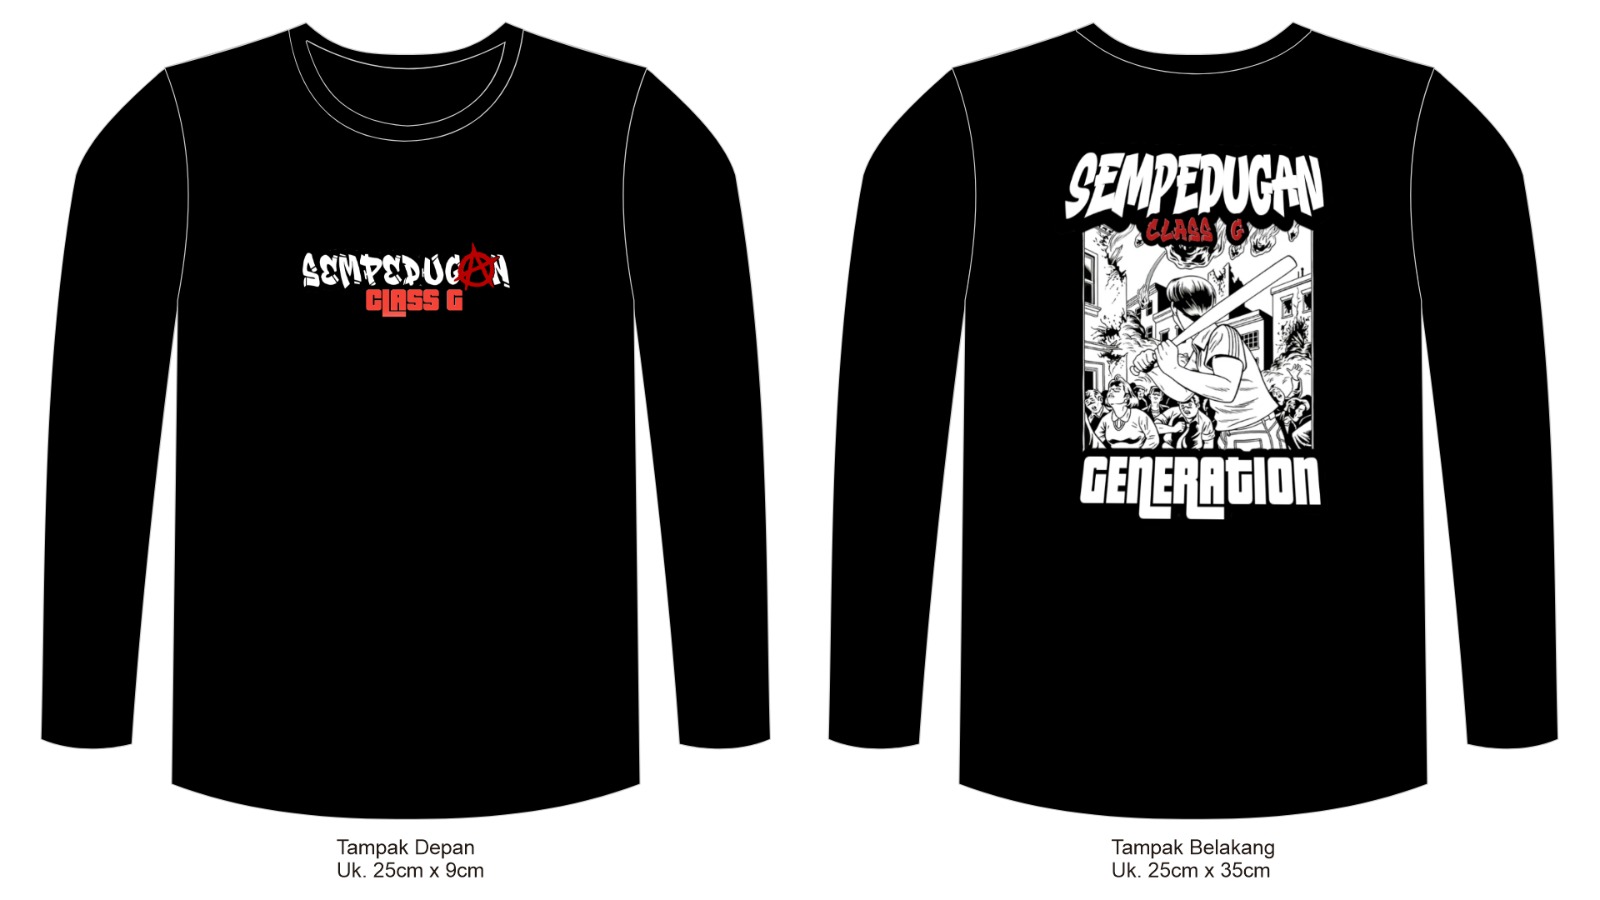 SEMPEDUGAN
CLASS G
SEMPEDUGAN
CLASS G
GENERATION
Tampak Depan
Uk. 25cm x 9cm
Tampak Belakang
Uk. 25cm x 35cm